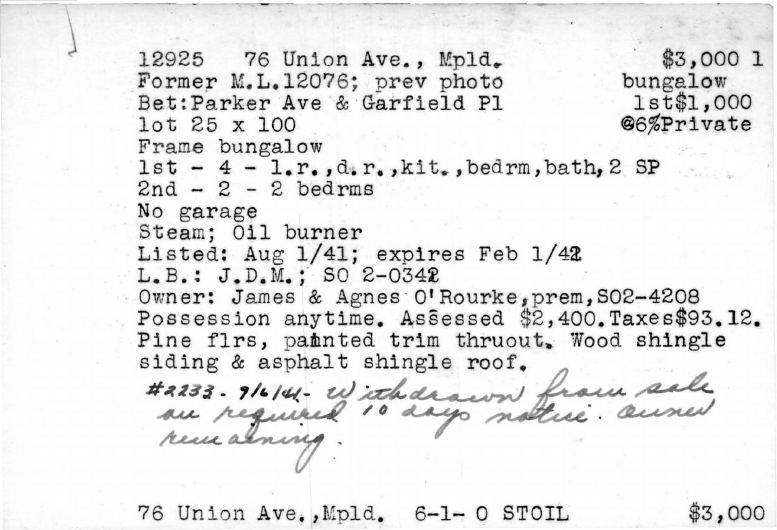 12925 76 Union Ave., Mpld. $3,000 1
Former M.L.12076; prev photo bungalow
Bet:Parker Ave & Garfield Pl 1st$1,000
lot 25 x 100 @6%Private
Frame bungalow
1st - 4 - l.r.,d.r.,kit.,bedrm,bath,2 SP
2nd - 2 - 2 bedrms
No garage
Steam; Oil burner
Listed: Aug 1/41; expires Feb 1/42
L.B.: J.D.M.; SO 2-0342
Owner: James & Agnes O'Rourke,prem,SO2-4208
Possession anytime. Assessed $2,400.Taxes$93.12.
Pine flrs, painted trim thruout. Wood shingle
siding & asphalt shingle roof.
#2233 - 9/6/41 - Withdrawn from sale
on required 10 days notice. Owner
remaining.
76 Union Ave.,Mpld. 6-1- O STOIL $3,000